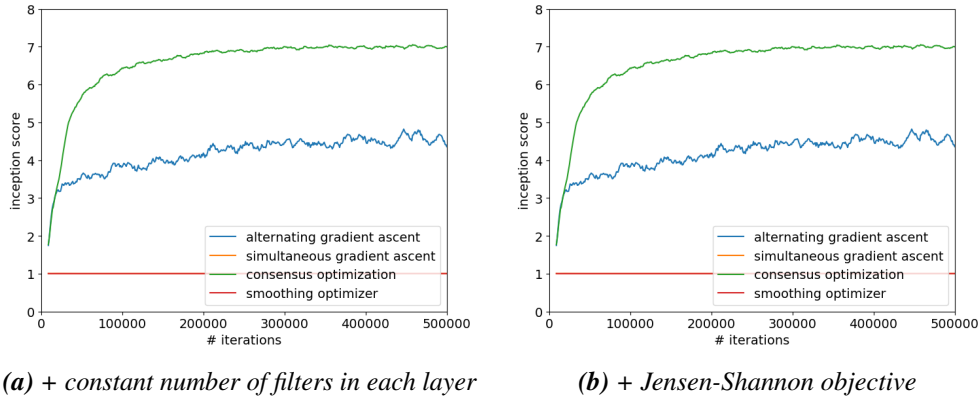 8
7
6
5
4
3
2
1
0
inception score
alternating gradient ascent
simultaneous gradient ascent
consensus optimization
smoothing optimizer
0 100000 200000 300000 400000 500000
# iterations
(a) + constant number of filters in each layer
8
7
6
5
4
3
2
1
0
inception score
alternating gradient ascent
simultaneous gradient ascent
consensus optimization
smoothing optimizer
0 100000 200000 300000 400000 500000
# iterations
(b) + Jensen-Shannon objective